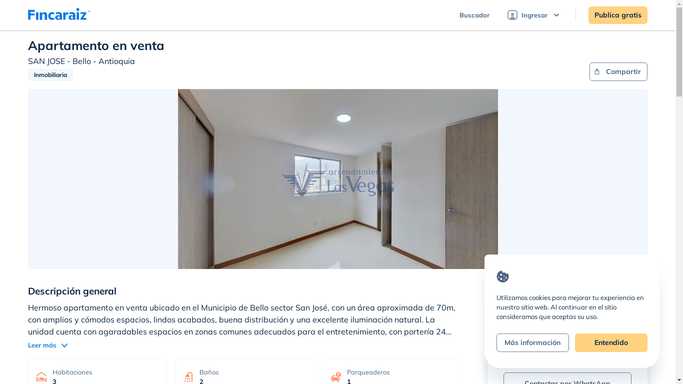 Fincaraiz
Buscador
Ingresar
Publica gratis
Apartamento en venta
SAN JOSE - Bello - Antioquia
Inmobiliaria
Compartir
arrendamientos
Las Vegas
Descripción general
Hermoso apartamento en venta ubicado en el Municipio de Bello sector San José, con un área aproximada de 70m,
con amplios y cómodos espacios, lindos acabados, buena distribución y una excelente iluminación natural. La
unidad cuenta con agaradables espacios en zonas comunes adecuados para el entretenimiento, con portería 24...
Leer más
Habitaciones
3
Baños
2
Parqueaderos
1
Utilizamos cookies para mejorar tu experiencia en
nuestro sitio web. Al continuar en el sitio
consideramos que aceptas su uso.
Más información
Entendido
Contactar por WhatsApp